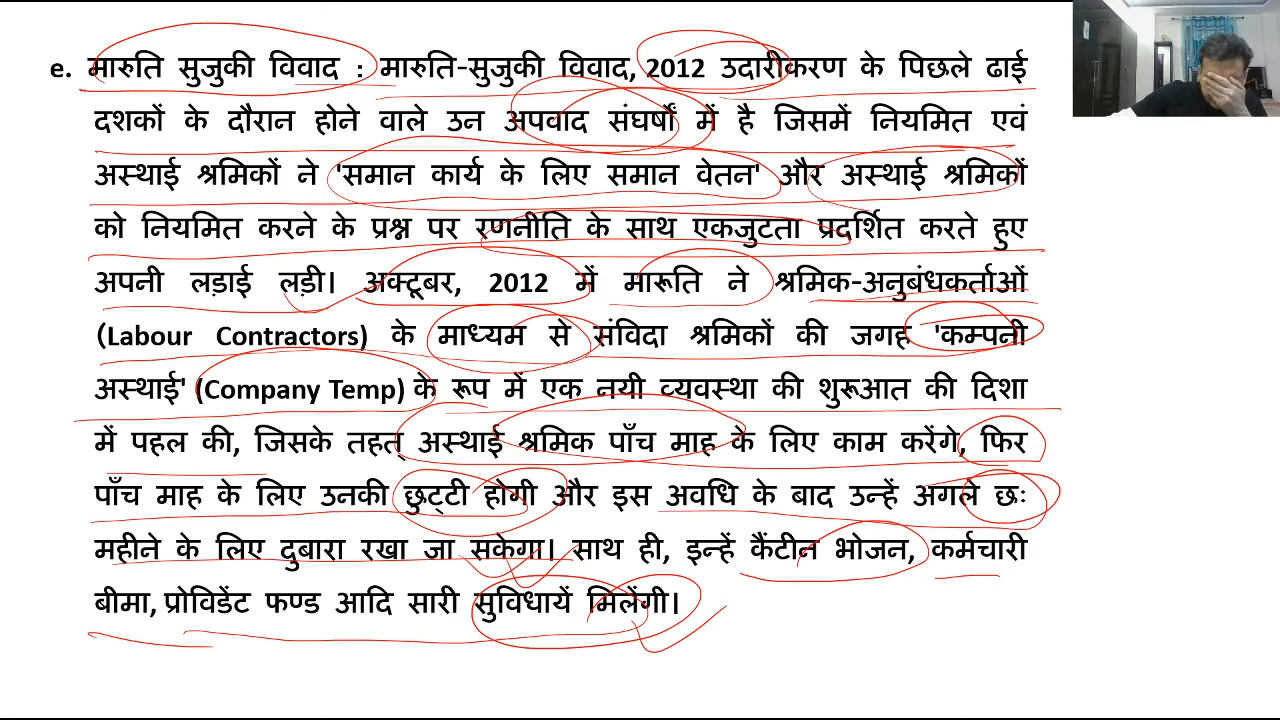 e. मारुति सुजुकी विवाद : मारुति-सुजुकी विवाद, 2012 उदारीकरण के पिछले ढाई
दशकों के दौरान होने वाले उन अपवाद संघर्षों में है जिसमें नियमित एवं
अस्थाई श्रमिकों ने 'समान कार्य के लिए समान वेतन' और अस्थाई श्रमिकों
को नियमित करने के प्रश्न पर रणनीति के साथ एकजुटता प्रदर्शित करते हुए
अपनी लड़ाई लड़ी। अक्टूबर, 2012 में मारूति ने श्रमिक-अनुबंधकर्ताओं
(Labour Contractors) के माध्यम से संविदा श्रमिकों की जगह 'कम्पनी
अस्थाई' (Company Temp) के रूप में एक नयी व्यवस्था की शुरूआत की दिशा
में पहल की, जिसके तहत् अस्थाई श्रमिक पाँच माह के लिए काम करेंगे, फिर
पाँच माह के लिए उनकी छुट्टी होगी और इस अवधि के बाद उन्हें अगले छः
महीने के लिए दुबारा रखा जा सकेगा। साथ ही, इन्हें कैंटीन भोजन, कर्मचारी
बीमा, प्रोविडेंट फण्ड आदि सारी सुविधायें मिलेंगी।